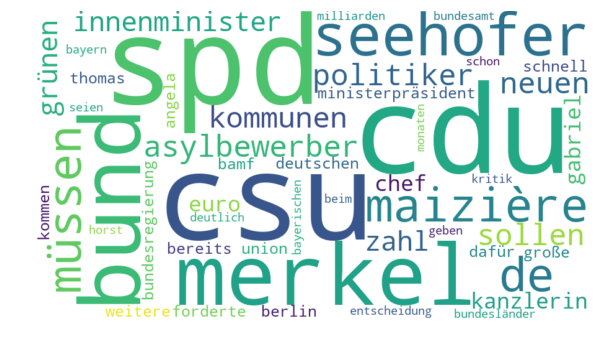 milliarden
bundesamt
innenminister
seehofer
grünen
bayern
schon
spd
thomas
seien
angela
politiker
schnell
neuen
ministerpräsident
kommunen
cdu
monaten
gabriel
müssen
bund
asylbewerber
bamf
deutschen
bundesregierung
csu
chef
kritik
kommen
euro
deutlich
beim
maizière
horst
bayerischen
geben
bereits
union
zahl
sollen
merkel
dafür
große
de
kanzlerin
weitere
forderte
berlin
entscheidung
bundesländer